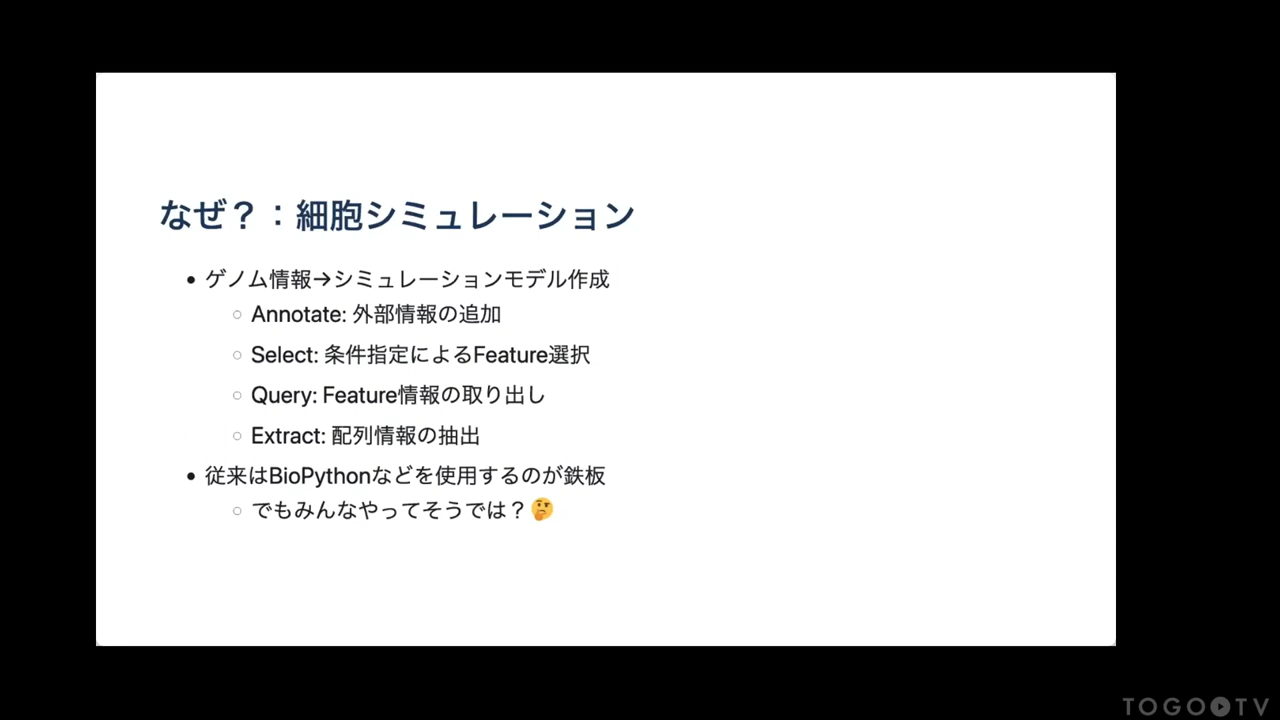 なぜ？：細胞シミュレーション
• ゲノム情報→シミュレーションモデル作成
○ Annotate: 外部情報の追加
○ Select: 条件指定によるFeature選択
○ Query: Feature情報の取り出し
○ Extract: 配列情報の抽出
• 従来はBioPythonなどを使用するのが鉄板
○ でもみんなやってそうでは？🤔
TOGO TV